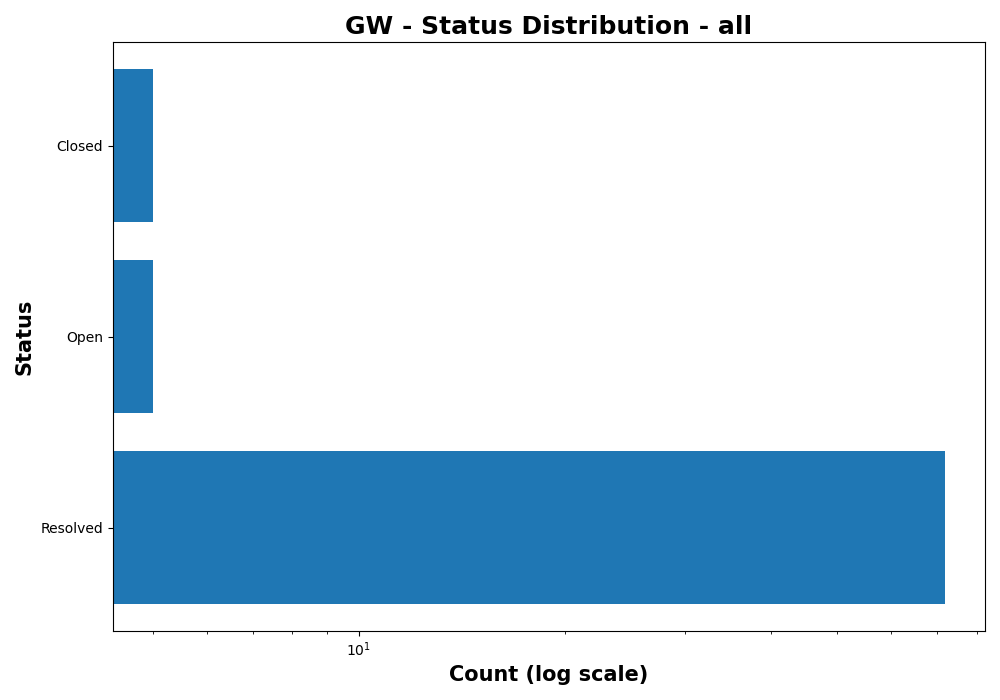 GW - Status Distribution - all
Closed
Open
Resolved
Status
10¹
Count (log scale)